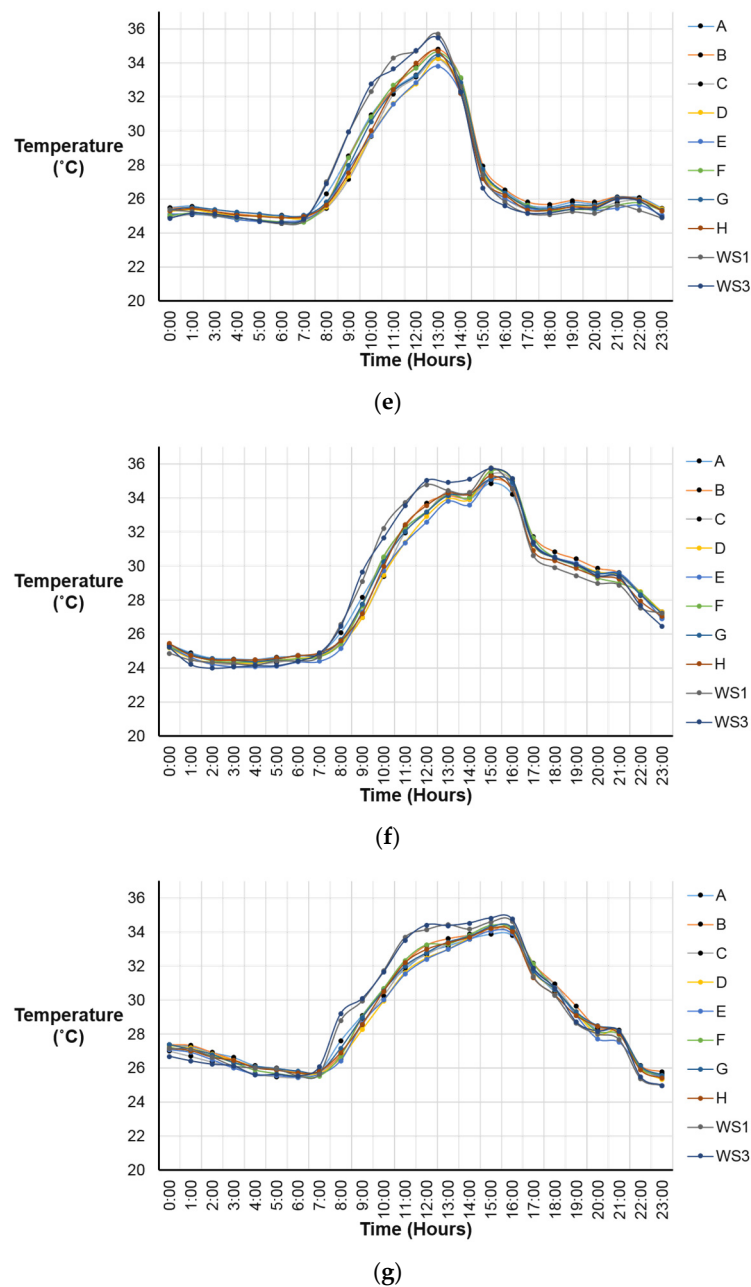 36
34
32
30
28
26
24
22
20
Temperature
(˚C)
0:00
1:00
2:00
3:00
4:00
5:00
6:00
7:00
8:00
9:00
10:00
11:00
12:00
13:00
14:00
15:00
16:00
17:00
18:00
19:00
20:00
21:00
22:00
23:00
Time (Hours)
A
B
C
D
E
F
G
H
WS1
WS3
(e)
36
34
32
30
28
26
24
22
20
Temperature
(˚C)
0:00
1:00
2:00
3:00
4:00
5:00
6:00
7:00
8:00
9:00
10:00
11:00
12:00
13:00
14:00
15:00
16:00
17:00
18:00
19:00
20:00
21:00
22:00
23:00
Time (Hours)
A
B
C
D
E
F
G
H
WS1
WS3
(f)
36
34
32
30
28
26
24
22
20
Temperature
(˚C)
0:00
1:00
2:00
3:00
4:00
5:00
6:00
7:00
8:00
9:00
10:00
11:00
12:00
13:00
14:00
15:00
16:00
17:00
18:00
19:00
20:00
21:00
22:00
23:00
Time (Hours)
A
B
C
D
E
F
G
H
WS1
WS3
(g)